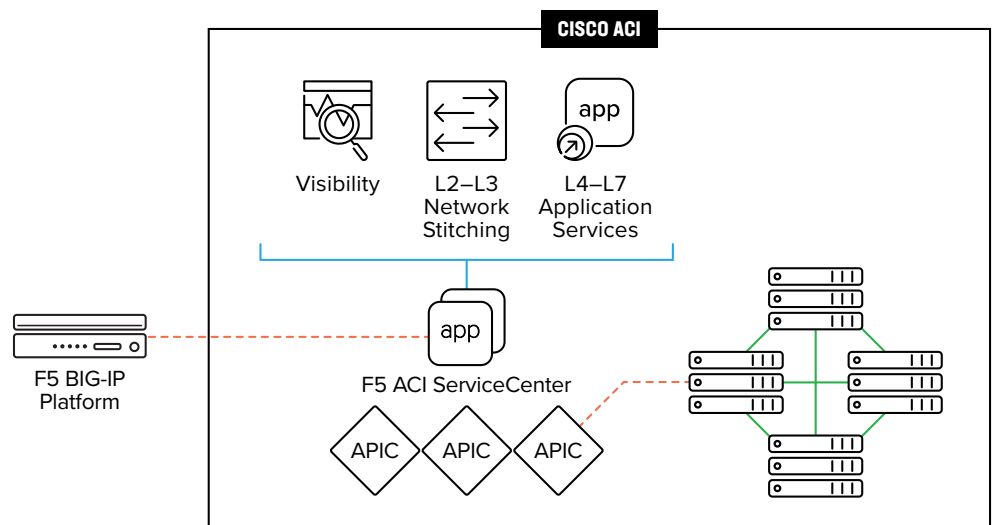 CISCO ACI
app
Visibility
L2–L3
Network
Stitching
L4–L7
Application
Services
app
F5 BIG-IP
Platform
F5 ACI ServiceCenter
APIC
APIC
APIC